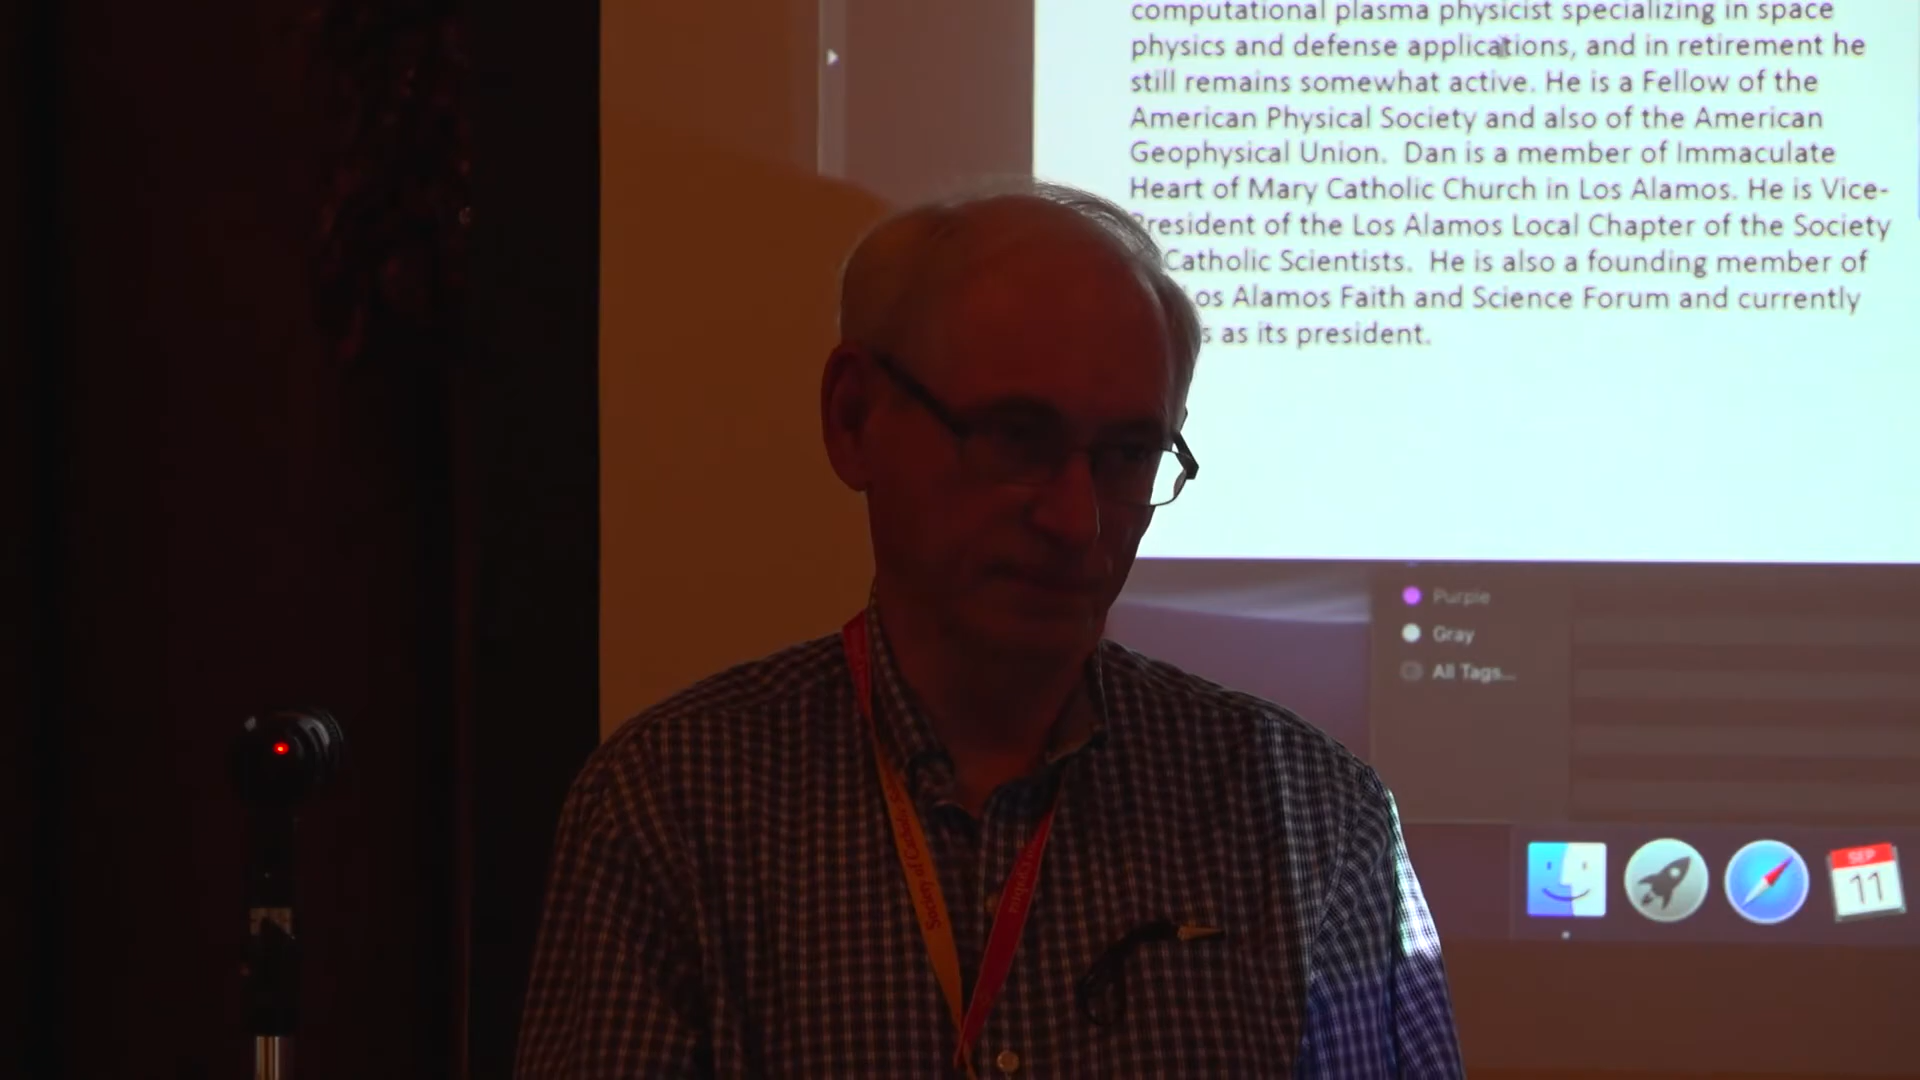 computational plasma physicist specializing in space
physics and defense applications, and in retirement he
still remains somewhat active. He is a Fellow of the
American Physical Society and also of the American
Geophysical Union. Dan is a member of Immaculate
Heart of Mary Catholic Church in Los Alamos. He is Vice-
President of the Los Alamos Local Chapter of the Society
Catholic Scientists. He is also a founding member of
os Alamos Faith and Science Forum and currently
s as its president.
Purple
Gray
All Tags...
SEP
11
Society of Catholic